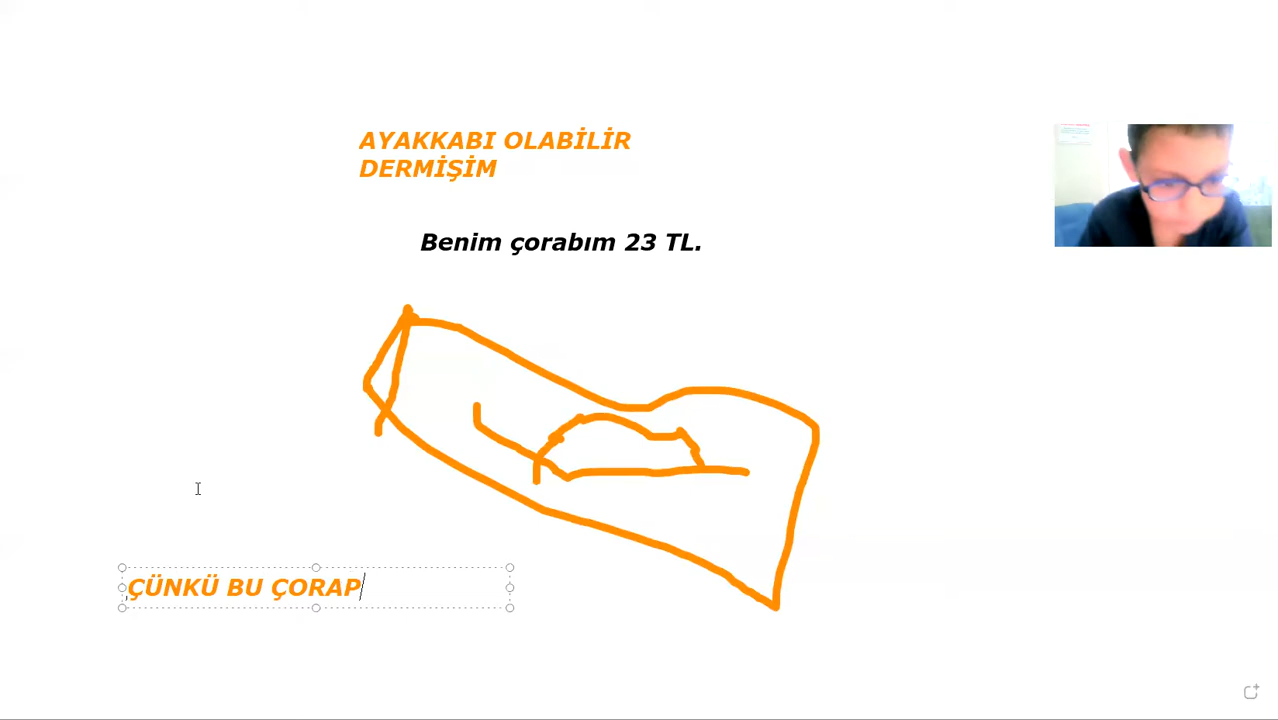 AYAKKABI OLABİLİR
DERMİŞİM
Benim çorabım 23 TL.
ÇÜNKÜ BU ÇORAP